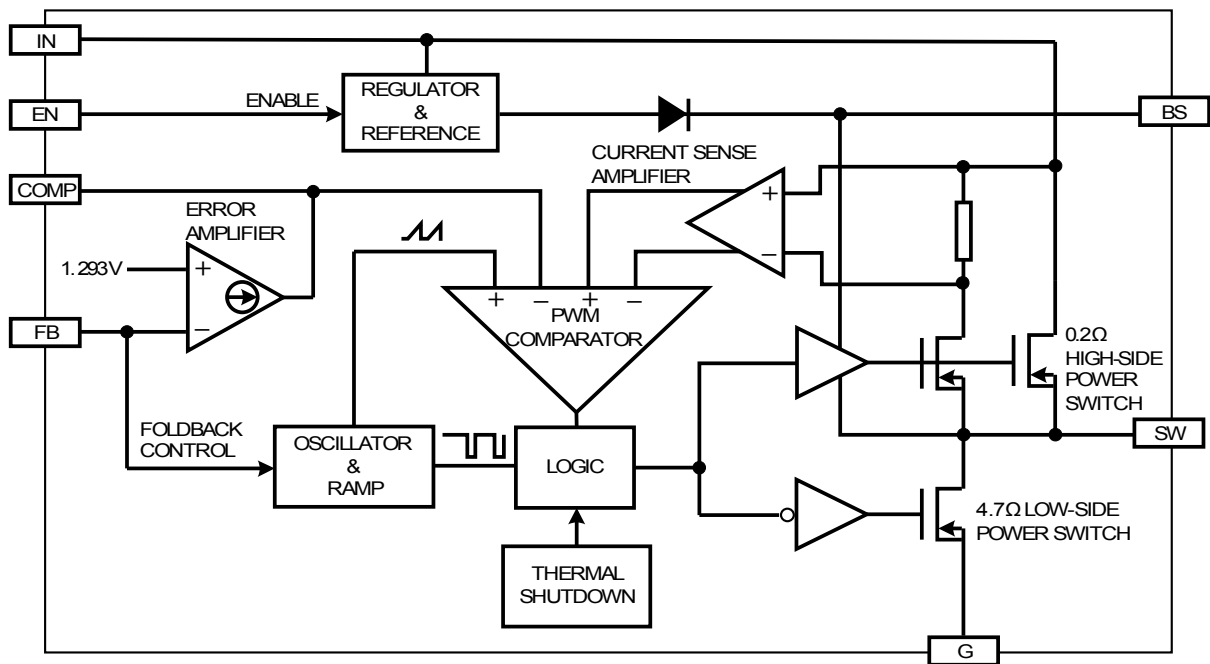 IN
REGULATOR
&
REFERENCE
ENABLE
EN
BS
CURRENT SENSE
AMPLIFIER
COMP
ERROR
AMPLIFIER
1.293V
+
−
FB
+
−
+ − + −
PWM
COMPARATOR
0.2Ω
HIGH-SIDE
POWER
SWITCH
FOLDBACK
CONTROL
OSCILLATOR
&
RAMP
LOGIC
SW
4.7Ω LOW-SIDE
POWER SWITCH
THERMAL
SHUTDOWN
G